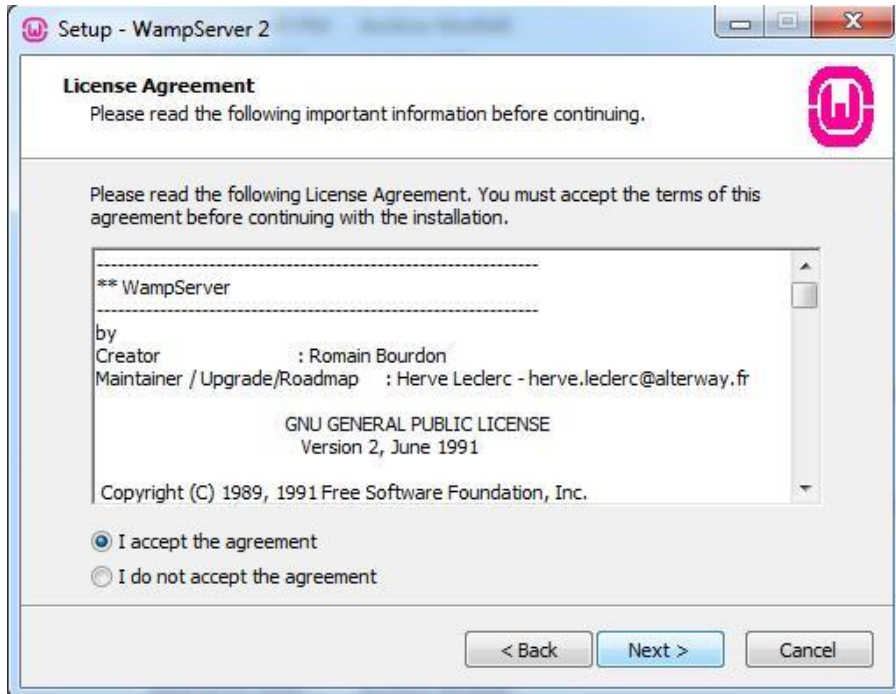 Setup - WampServer 2
License Agreement
Please read the following important information before continuing.
Please read the following License Agreement. You must accept the terms of this
agreement before continuing with the installation.
---------------------------------------------------------------
** WampServer
---------------------------------------------------------------
by
Creator : Romain Bourdon
Maintainer / Upgrade/Roadmap : Herve Leclerc - herve.leclerc@alterway.fr
GNU GENERAL PUBLIC LICENSE
Version 2, June 1991
Copyright (C) 1989, 1991 Free Software Foundation, Inc.
I accept the agreement
I do not accept the agreement
< Back Next > Cancel